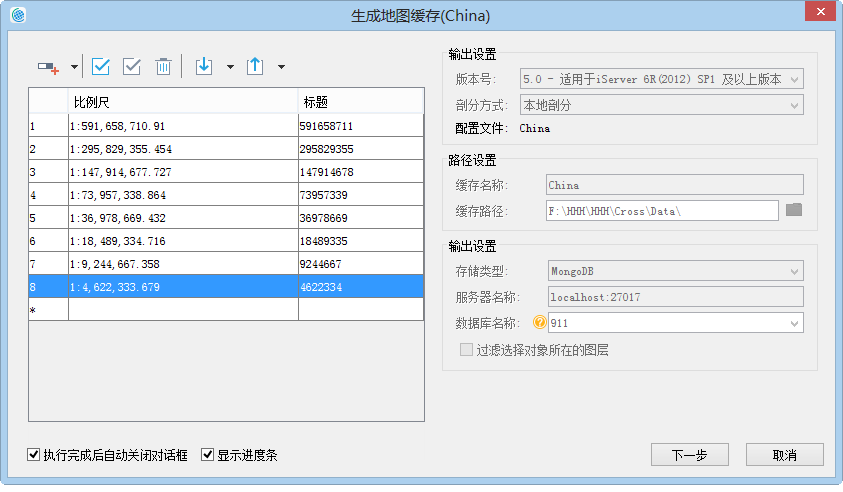 生成地图缓存(China)
比例尺 标题
1 1:591,658,710.91 591658711
2 1:295,829,355.454 295829355
3 1:147,914,677.727 147914678
4 1:73,957,338.864 73957339
5 1:36,978,669.432 36978669
6 1:18,489,334.716 18489335
7 1:9,244,667.358 9244667
8 1:4,622,333.679 4622334
*
输出设置
版本号: 5.0 - 适用于iServer 6R(2012) SP1 及以上版本
剖分方式: 本地剖分
配置文件: China
路径设置
缓存名称: China
缓存路径: F:\HHH\HHH\Cross\Data\
输出设置
存储类型: MongoDB
服务器名称: localhost:27017
数据库名称: 911
过滤选择对象所在的图层
执行完成后自动关闭对话框 显示进度条
下一步 取消